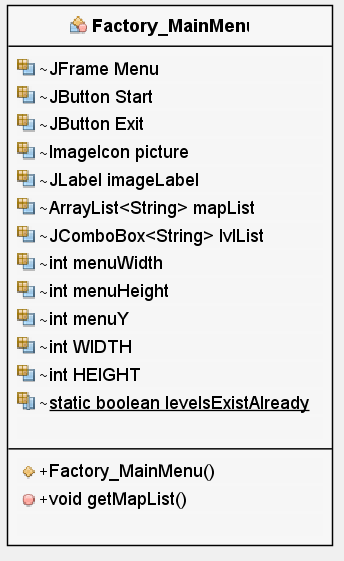 Factory_MainMenu
~JFrame Menu
~JButton Start
~JButton Exit
~ImageIcon picture
~JLabel imageLabel
~ArrayList<String> mapList
~JComboBox<String> lvlList
~int menuWidth
~int menuHeight
~int menuY
~int WIDTH
~int HEIGHT
~static boolean levelsExistAlready
+Factory_MainMenu()
+void getMapList()